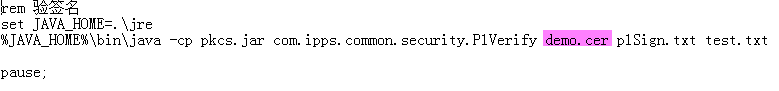 rem 验签名
set JAVA_HOME=.\jre
%JAVA_HOME%\bin\java -cp pkcs.jar com.ipps.common.security.P1Verify demo.cer p1Sign.txt test.txt
pause;